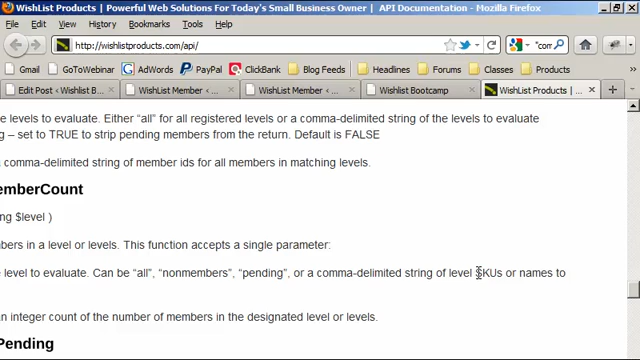 WishList Products | Powerful Web Solutions For Today's Small Business Owner | API Documentation - Mozilla Firefox
File Edit View History Bookmarks Tools Help
http://wishlistproducts.com/api/ "com
Gmail GoToWebinar AdWords PayPal ClickBank Blog Feeds Headlines Classes Products
Edit Post ‹ Wishlist B... WishList Member ‹ ... WishList Member ‹ ... Wishlist Bootcamp WishList Products | ...
e levels to evaluate. Either “all” for all registered levels or a comma-delimited string of the levels to evaluate
g – set to TRUE to strip pending members from the return. Default is FALSE
a comma-delimited string of member ids for all members in matching levels.
emberCount
ng $level )
bers in a level or levels. This function accepts a single parameter:
e level to evaluate. Can be “all”, “nonmembers”, “pending”, or a comma-delimited string of level SKUs or names to
an integer count of the number of members in the designated level or levels.
Pending